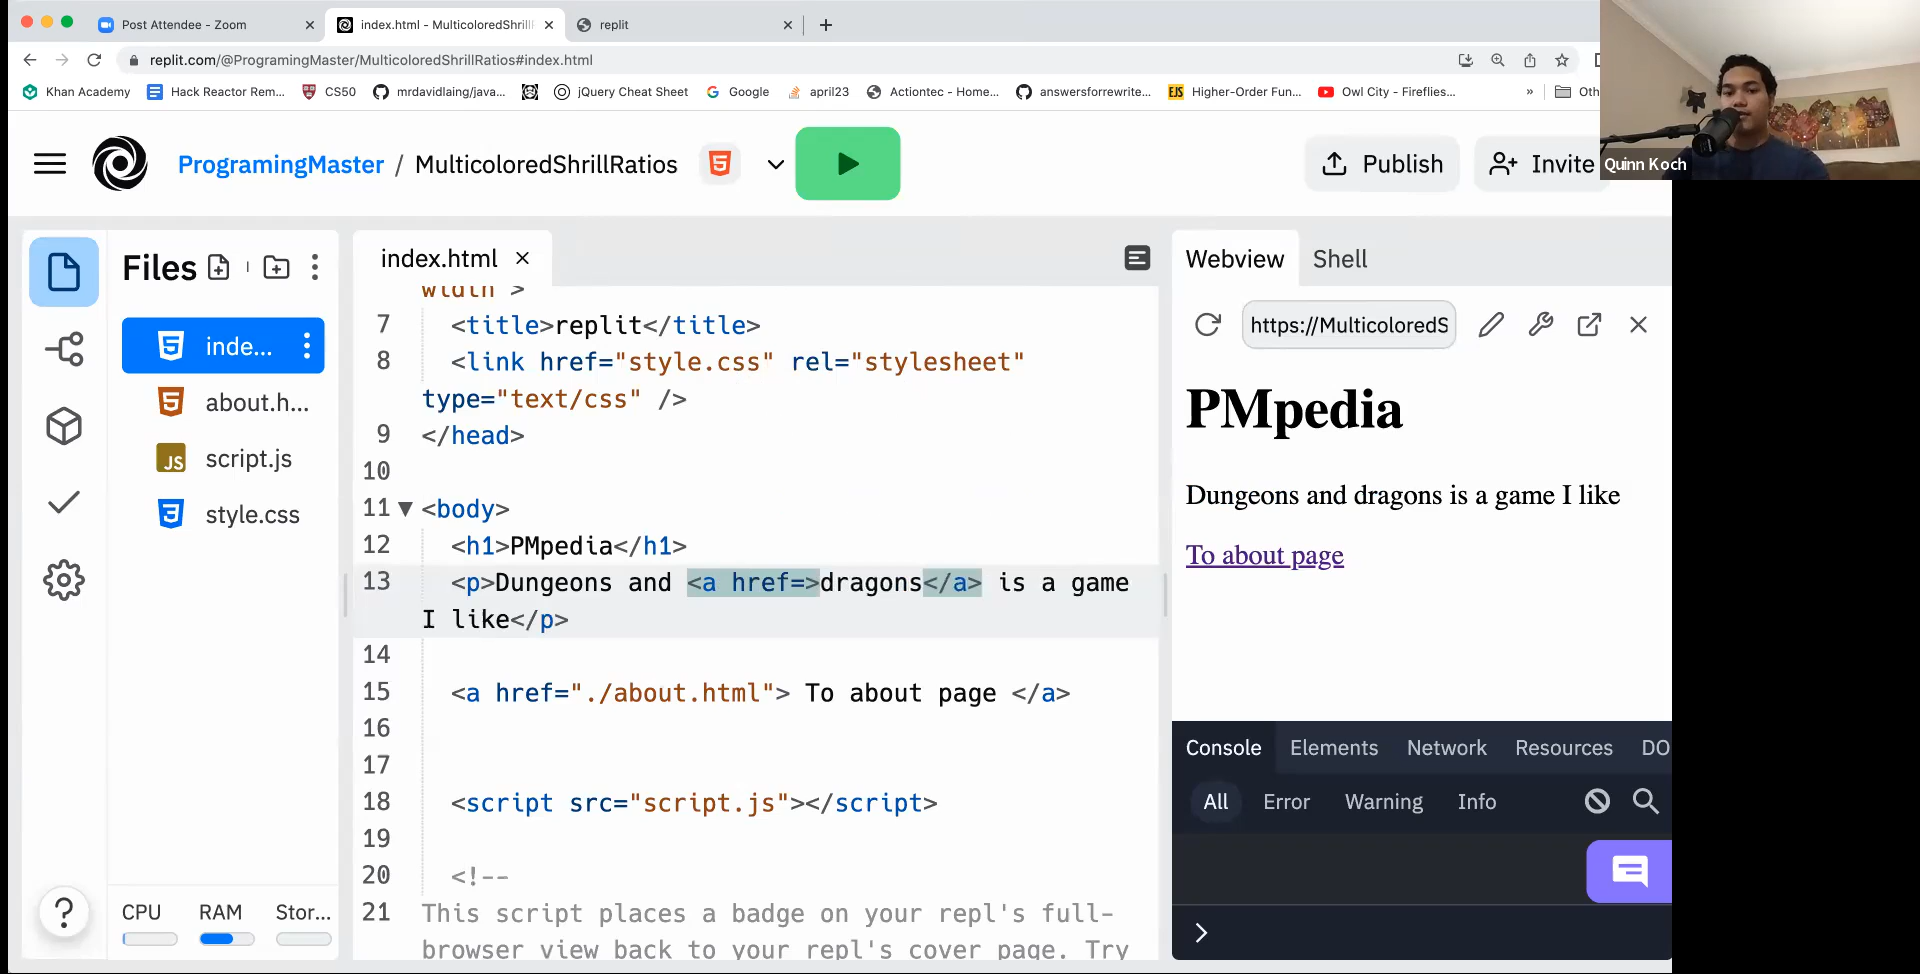 Post Attendee - Zoom
index.html - MulticoloredShrill
replit
replit.com/@ProgramingMaster/MulticoloredShrillRatios#index.html
Khan Academy
Hack Reactor Rem...
CS50
mrdavidlaing/java...
jQuery Cheat Sheet
Google
april23
Actiontec - Home...
answersforrewrite...
EJS
Higher-Order Fun...
Owl City - Fireflies...
»
Oth
ProgramingMaster / MulticoloredShrillRatios
Publish
Invite
Quinn Koch
Files
inde...
about.h...
JS script.js
style.css
CPU RAM Stor...
index.html
width">
7 <title>replit</title>
8 <link href="style.css" rel="stylesheet"
type="text/css" />
9 </head>
10
11 <body>
12 <h1>PMpedia</h1>
13 <p>Dungeons and <a href=>dragons</a> is a game
I like</p>
14
15 <a href="./about.html"> To about page </a>
16
17
18 <script src="script.js"></script>
19
20 <!--
21 This script places a badge on your repl's full-
browser view back to your repl's cover page. Try
Webview Shell
https://MulticoloredS
PMpedia
Dungeons and dragons is a game I like
To about page
Console Elements Network Resources DO
All Error Warning Info